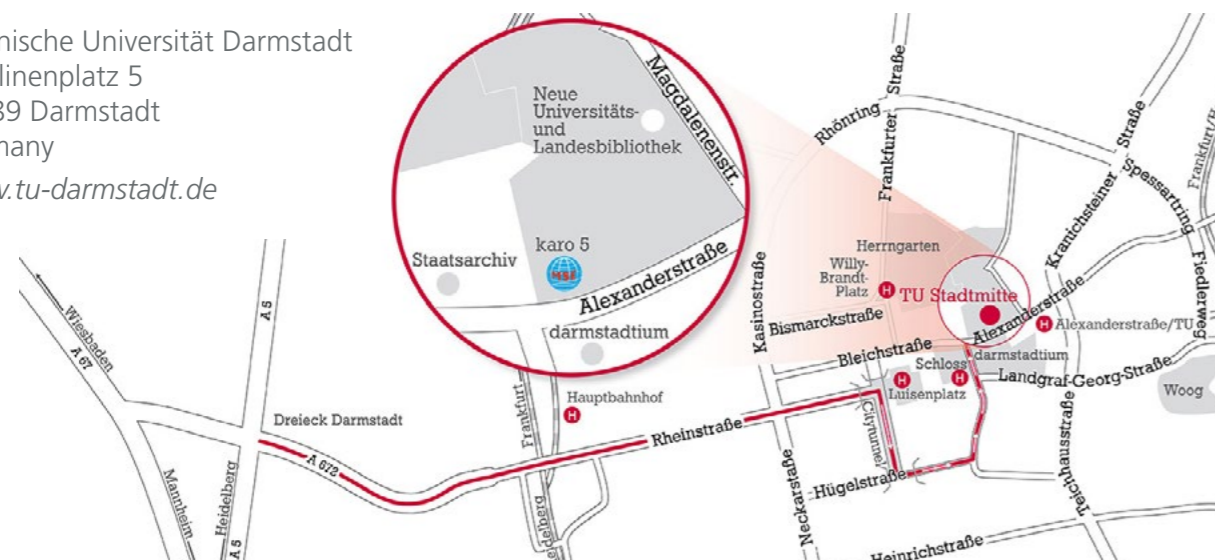 nische Universität Darmstadt
linenplatz 5
39 Darmstadt
many
w.tu-darmstadt.de
Neue
Universitäts-
und
Landesbibliothek
Magdalenenstr.
Staatsarchiv
karo 5
Alexanderstraße
darmstadtium
Rhönring
Frankfurter Straße
Kranichsteiner Straße
Spessartring
Frankfurt/
Fiedlerweg
Herrngarten
Willy-
Brandt-
Platz
H
TU Stadtmitte
Kasinostraße
Bismarckstraße
Alexanderstraße
H
Alexanderstraße/TU
Bleichstraße
darmstadtium
Schloss
H
H
Luisenplatz
Landgraf-Georg-Straße
Woog
Wiesbaden
A 67
A 5
Dreieck Darmstadt
A 672
Mannheim
Heidelberg
A 5
Frankfurt
Hauptbahnhof
H
Rheinstraße
Citytunnel
Hügelstraße
Neckarstraße
Teichhausstraße
Heinrichstraße